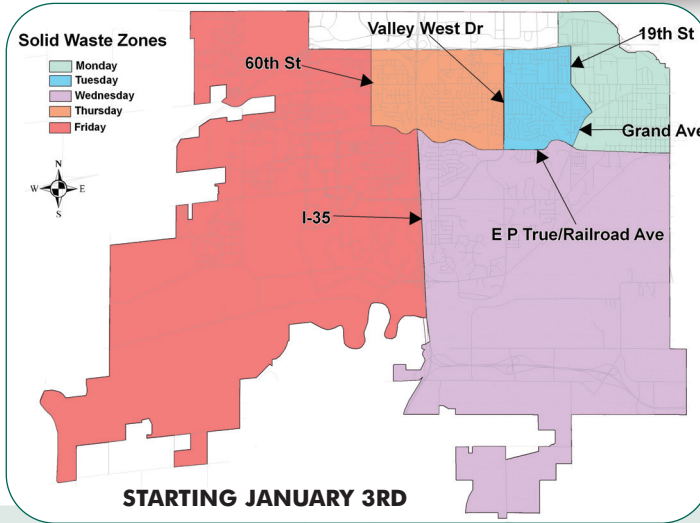 Solid Waste Zones
Monday
Tuesday
Wednesday
Thursday
Friday
N
W E
S
Valley West Dr
19th St
60th St
Grand Ave
I-35
E P True/Railroad Ave
STARTING JANUARY 3RD